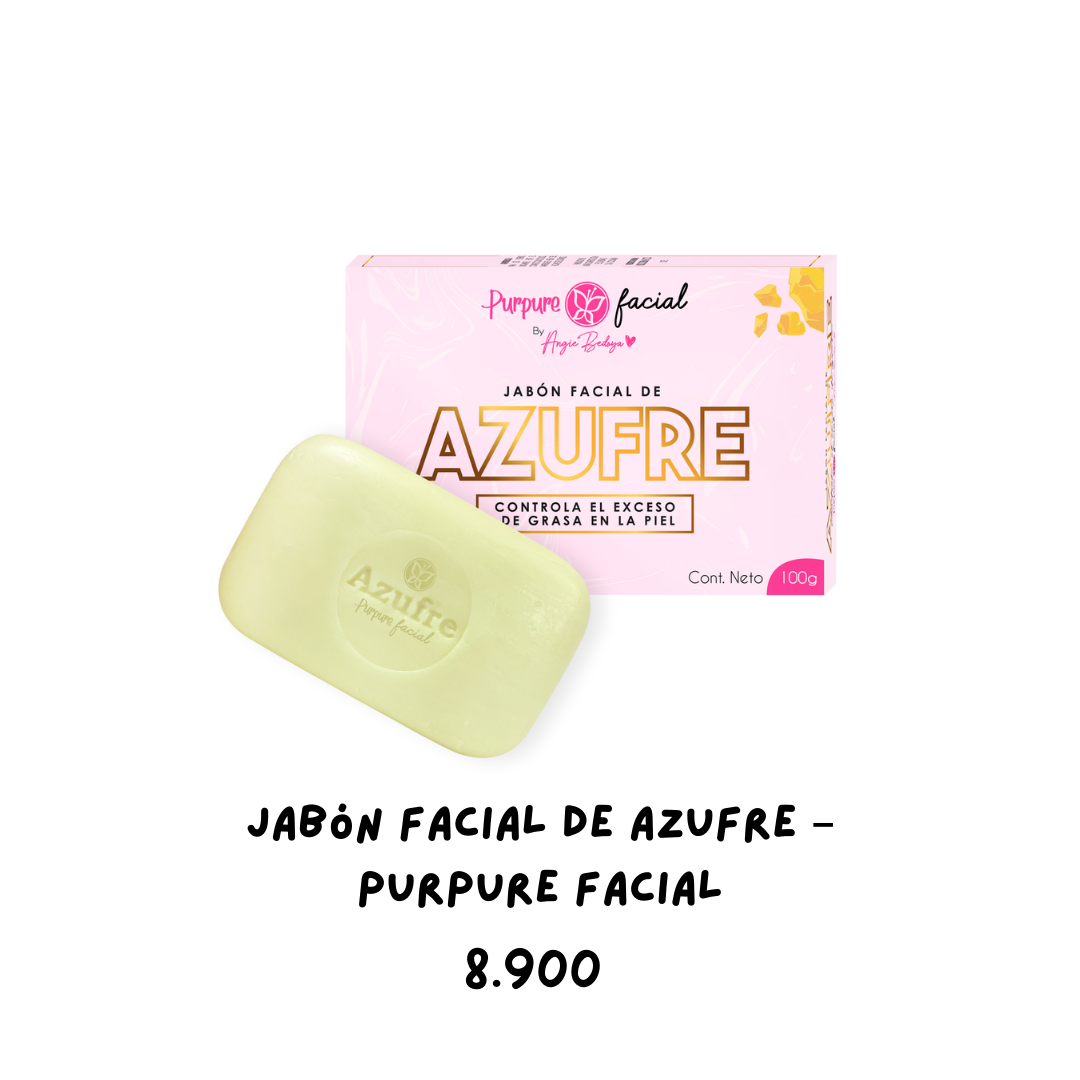 Purpure facial
By Angie Bedoya
JABÓN FACIAL DE
AZUFRE
CONTROLA EL EXCESO
DE GRASA EN LA PIEL
Cont. Neto 100g
Azufre
Purpure facial
JABÓN FACIAL DE AZUFRE –
PURPURE FACIAL
8.900